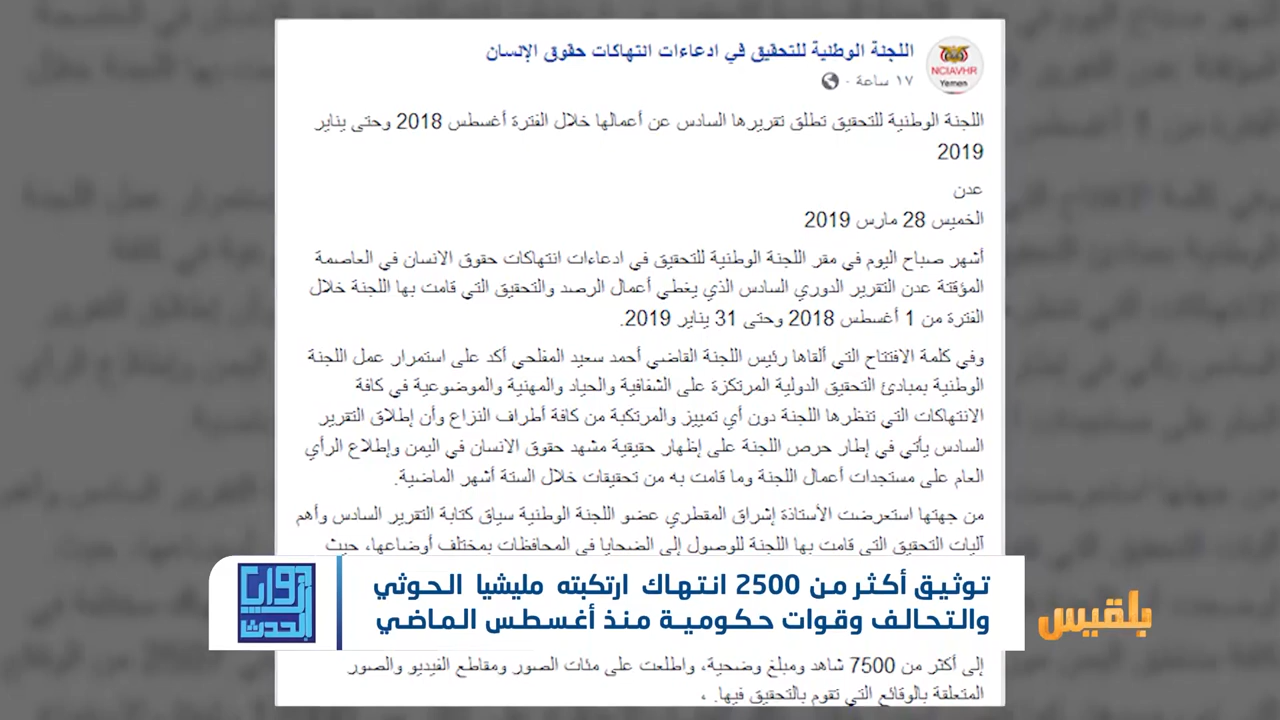 اللجنة الوطنية للتحقيق في ادعاءات انتهاكات حقوق الإنسان
NCIAVHR
Yemen
١٧ ساعة ·
اللجنة الوطنية للتحقيق تطلق تقريرها السادس عن أعمالها خلال الفترة أغسطس 2018 وحتى يناير
2019
عدن
الخميس 28 مارس 2019
أشهر صباح اليوم في مقر اللجنة الوطنية للتحقيق في ادعاءات انتهاكات حقوق الانسان في العاصمة
المؤقتة عدن التقرير الدوري السادس الذي يغطي أعمال الرصد والتحقيق التي قامت بها اللجنة خلال
الفترة من 1 أغسطس 2018 وحتى 31 يناير 2019.
وفي كلمة الافتتاح التي ألقاها رئيس اللجنة القاضي أحمد سعيد المفلحي أكد على استمرار عمل اللجنة
الوطنية بمبادئ التحقيق الدولية المرتكزة على الشفافية والحياد والمهنية والموضوعية في كافة
الانتهاكات التي تنظرها اللجنة دون أي تمييز والمرتكبة من كافة أطراف النزاع وأن إطلاق التقرير
السادس يأتي في إطار حرص اللجنة على إظهار حقيقية مشهد حقوق الانسان في اليمن وإطلاع الرأي
العام على مستجدات أعمال اللجنة وما قامت به من تحقيقات خلال الستة أشهر الماضية.
من جهتها استعرضت الأستاذة إشراق المقطري عضو اللجنة الوطنية سياق كتابة التقرير السادس وأهم
آليات التحقيق التي قامت بها اللجنة للوصول إلى الضحايا في المحافظات بمختلف أوضاعها، حيث
توثيق أكثر من 2500 انتهاك ارتكبته مليشيا الحوثي
والتحالف وقوات حكومية منذ أغسطس الماضي
زوايا
الحدث
بلقيس
إلى أكثر من 7500 شاهد ومبلغ وضحية، واطلعت على مئات الصور ومقاطع الفيديو والصور
المتعلقة بالوقائع التي تقوم بالتحقيق فيها. ،